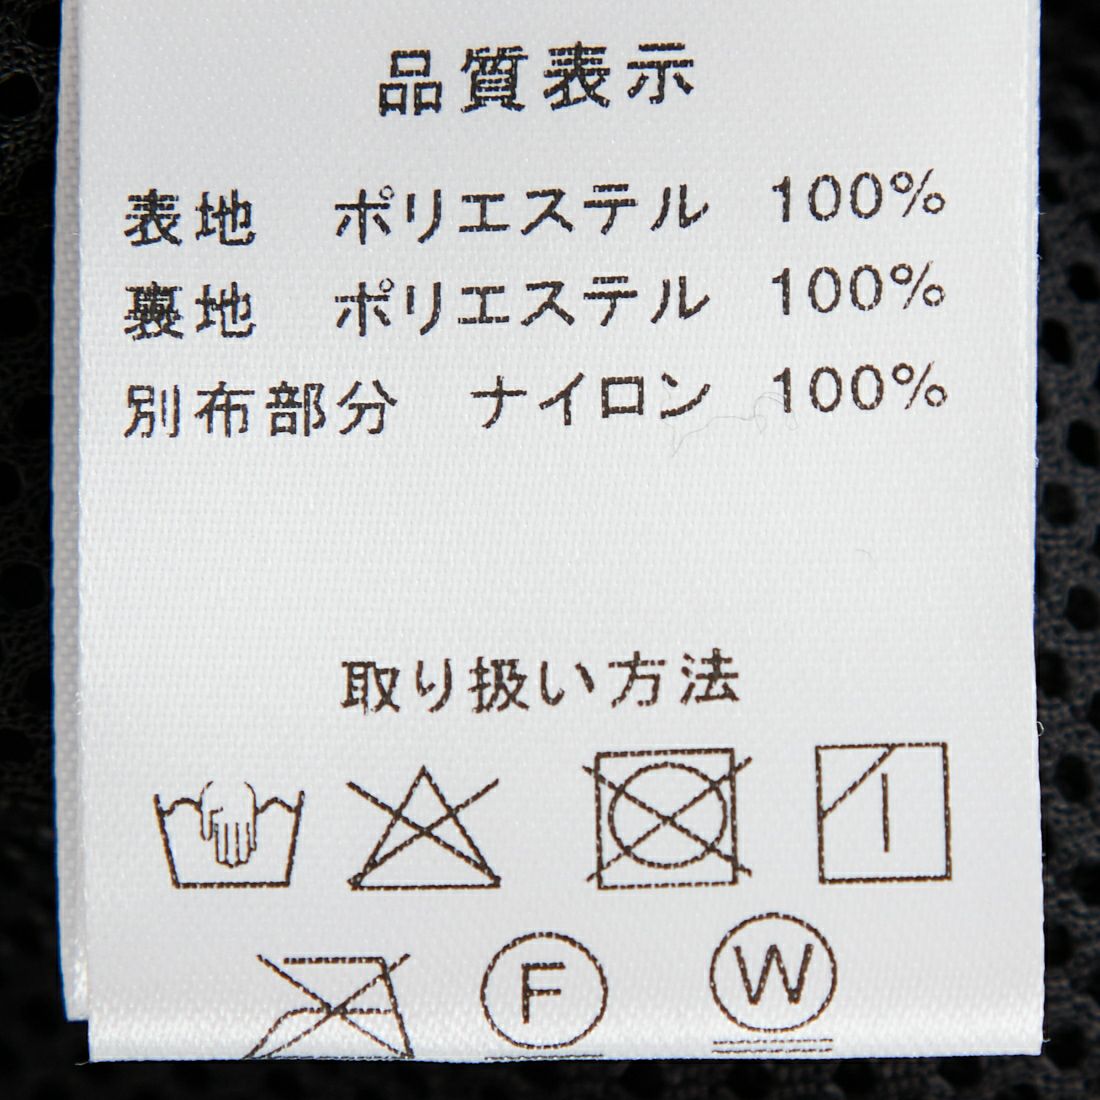 品質表示
表地 ポリエステル 100%
裏地 ポリエステル 100%
別布部分 ナイロン 100%
取り扱い方法
F W